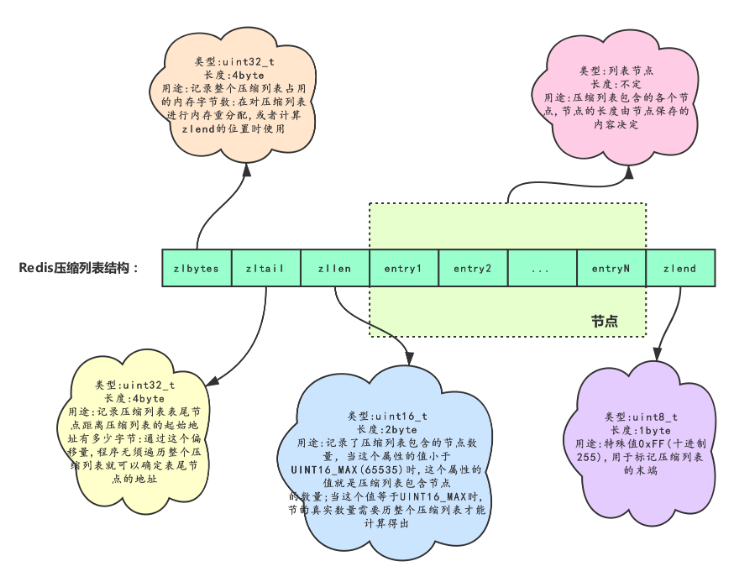 类型:uint32_t
长度:4byte
用途:记录整个压缩列表占用
的内存字节数:在对压缩列表
进行内存重分配,或者计算
zlend的位置时使用
类型:列表节点
长度:不定
用途:压缩列表包含的各个节
点,节点的长度由节点保存的
内容决定
Redis压缩列表结构：
zlbytes
zltail
zllen
entry1
entry2
...
entryN
zlend
节点
类型:uint32_t
长度:4byte
用途:记录压缩列表表尾节
点距离压缩列表的起始地
址有多少字节:通过这个偏
移量,程序无须遍历整个压
缩列表就可以确定表尾节
点的地址
类型:uint16_t
长度:2byte
用途:记录了压缩列表包含的节点数
量, 当这个属性的值小于
UINT16_MAX(65535)时,这个属性的
值就是压缩列表包含节点
的数量;当这个值等于UINT16_MAX时,
节的真实数量需要历整个压缩列表才能
计算得出
类型:uint8_t
长度:1byte
用途:特殊值0xFF(十进制
255),用于标记压缩列表
的末端